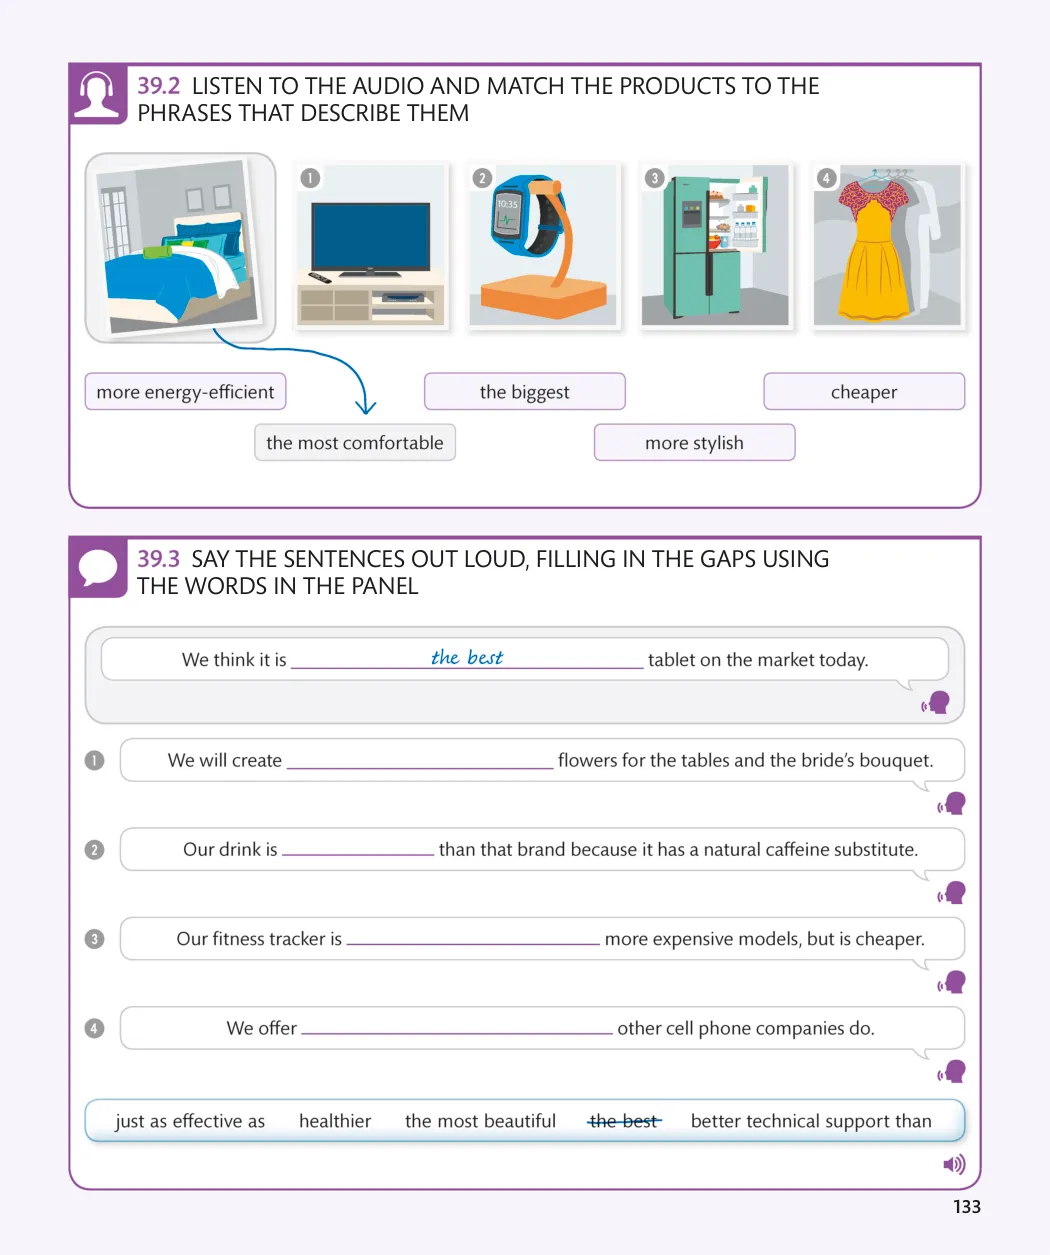 39.2 LISTEN TO THE AUDIO AND MATCH THE PRODUCTS TO THE
PHRASES THAT DESCRIBE THEM
1
2
3
4
10:35
more energy-efficient
the biggest
cheaper
the most comfortable
more stylish
39.3 SAY THE SENTENCES OUT LOUD, FILLING IN THE GAPS USING
THE WORDS IN THE PANEL
We think it is the best tablet on the market today.
1 We will create ________ flowers for the tables and the bride’s bouquet.
2 Our drink is ________ than that brand because it has a natural caffeine substitute.
3 Our fitness tracker is ________ more expensive models, but is cheaper.
4 We offer ________ other cell phone companies do.
just as effective as healthier the most beautiful the best better technical support than
133